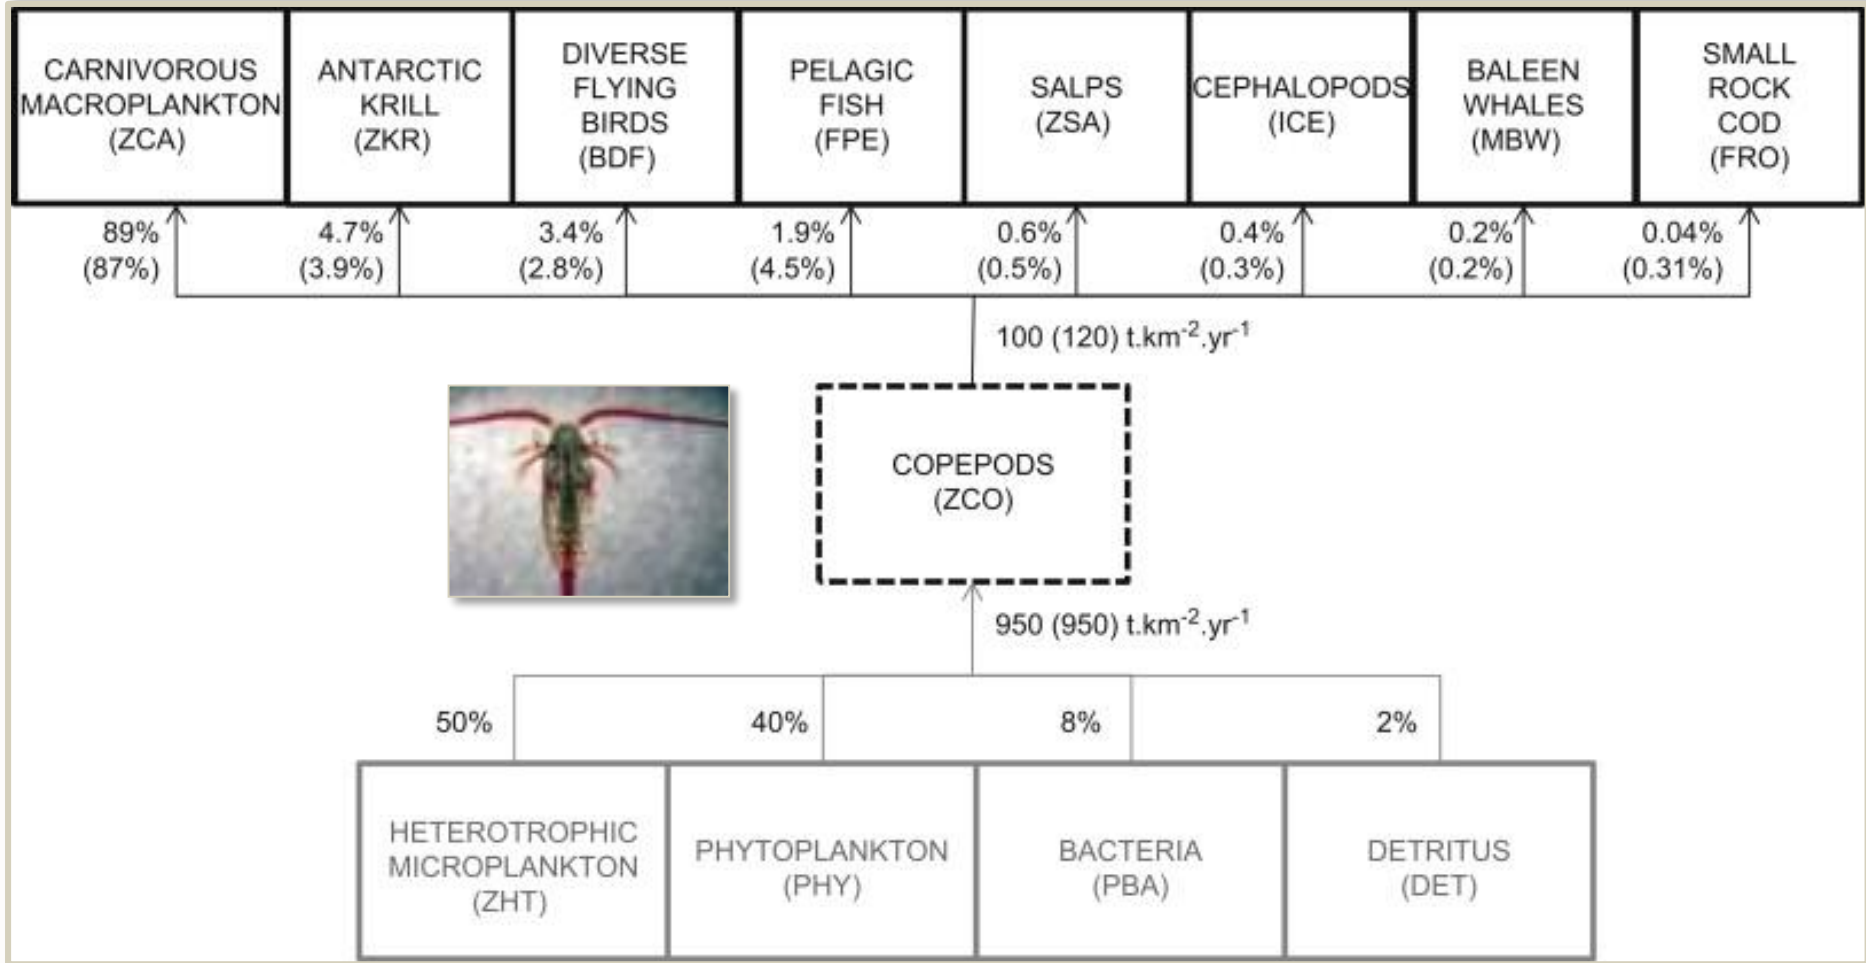 CARNIVOROUS
MACROPLANKTON
(ZCA)
ANTARCTIC
KRILL
(ZKR)
DIVERSE
FLYING
BIRDS
(BDF)
PELAGIC
FISH
(FPE)
SALPS
(ZSA)
CEPHALOPODS
(ICE)
BALEEN
WHALES
(MBW)
SMALL
ROCK
COD
(FRO)
89%
(87%)
4.7%
(3.9%)
3.4%
(2.8%)
1.9%
(4.5%)
0.6%
(0.5%)
0.4%
(0.3%)
0.2%
(0.2%)
0.04%
(0.31%)
100 (120) t.km⁻².yr⁻¹
COPEPODS
(ZCO)
950 (950) t.km⁻².yr⁻¹
50%
40%
8%
2%
HETEROTROPHIC
MICROPLANKTON
(ZHT)
PHYTOPLANKTON
(PHY)
BACTERIA
(PBA)
DETRITUS
(DET)